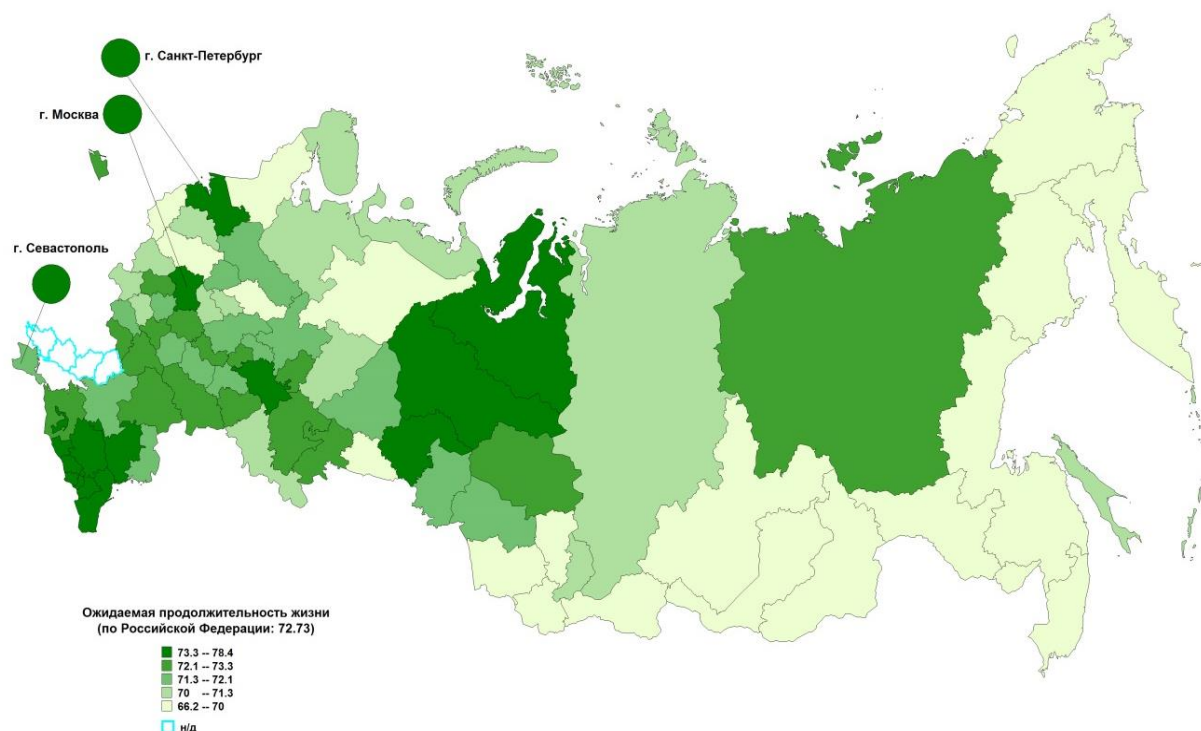 г. Санкт-Петербург
г. Москва
г. Севастополь
Ожидаемая продолжительность жизни
(по Российской Федерации: 72.73)
73.3 -- 78.4
72.1 -- 73.3
71.3 -- 72.1
70 -- 71.3
66.2 -- 70
н/д